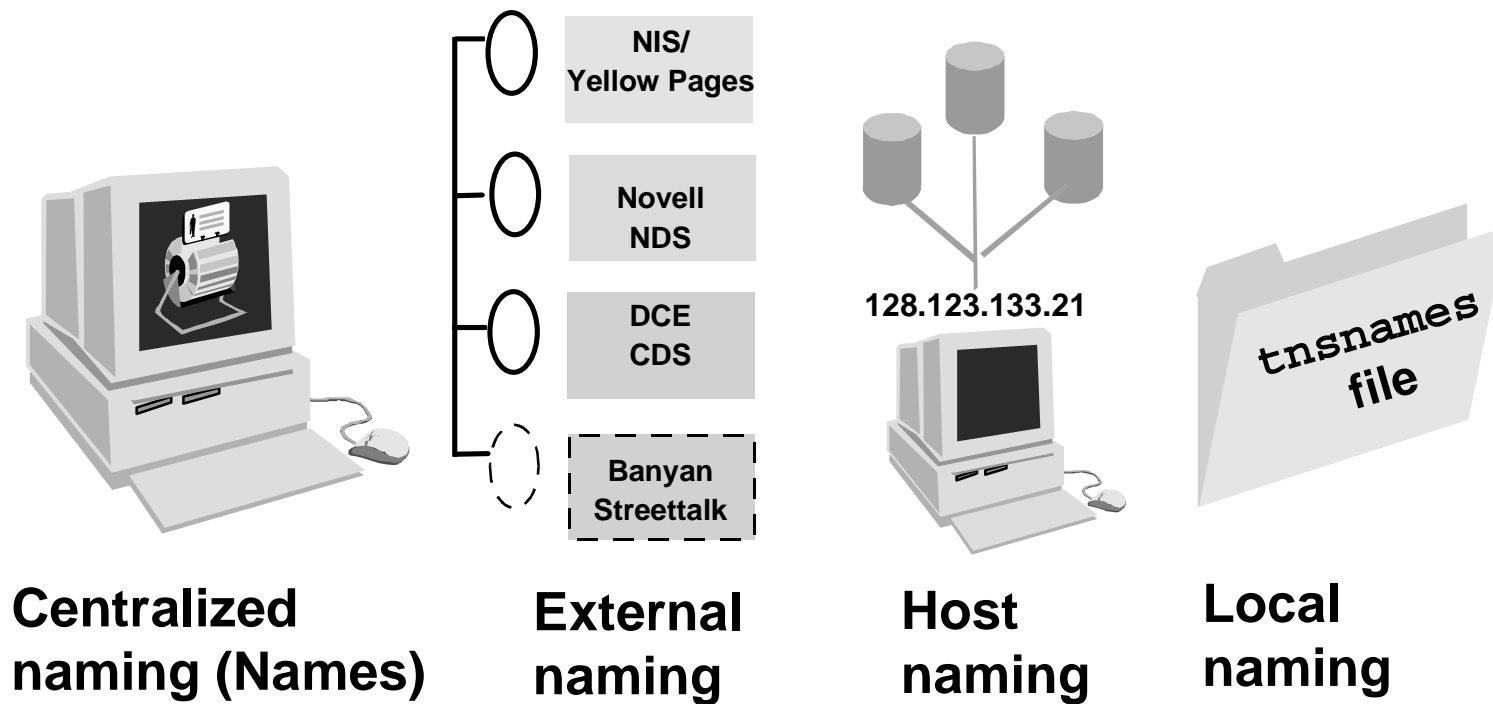 NIS/
Yellow Pages
Novell
NDS
DCE
CDS
Banyan
Streettalk
128.123.133.21
tnsnames
file
Centralized
naming (Names)
External
naming
Host
naming
Local
naming